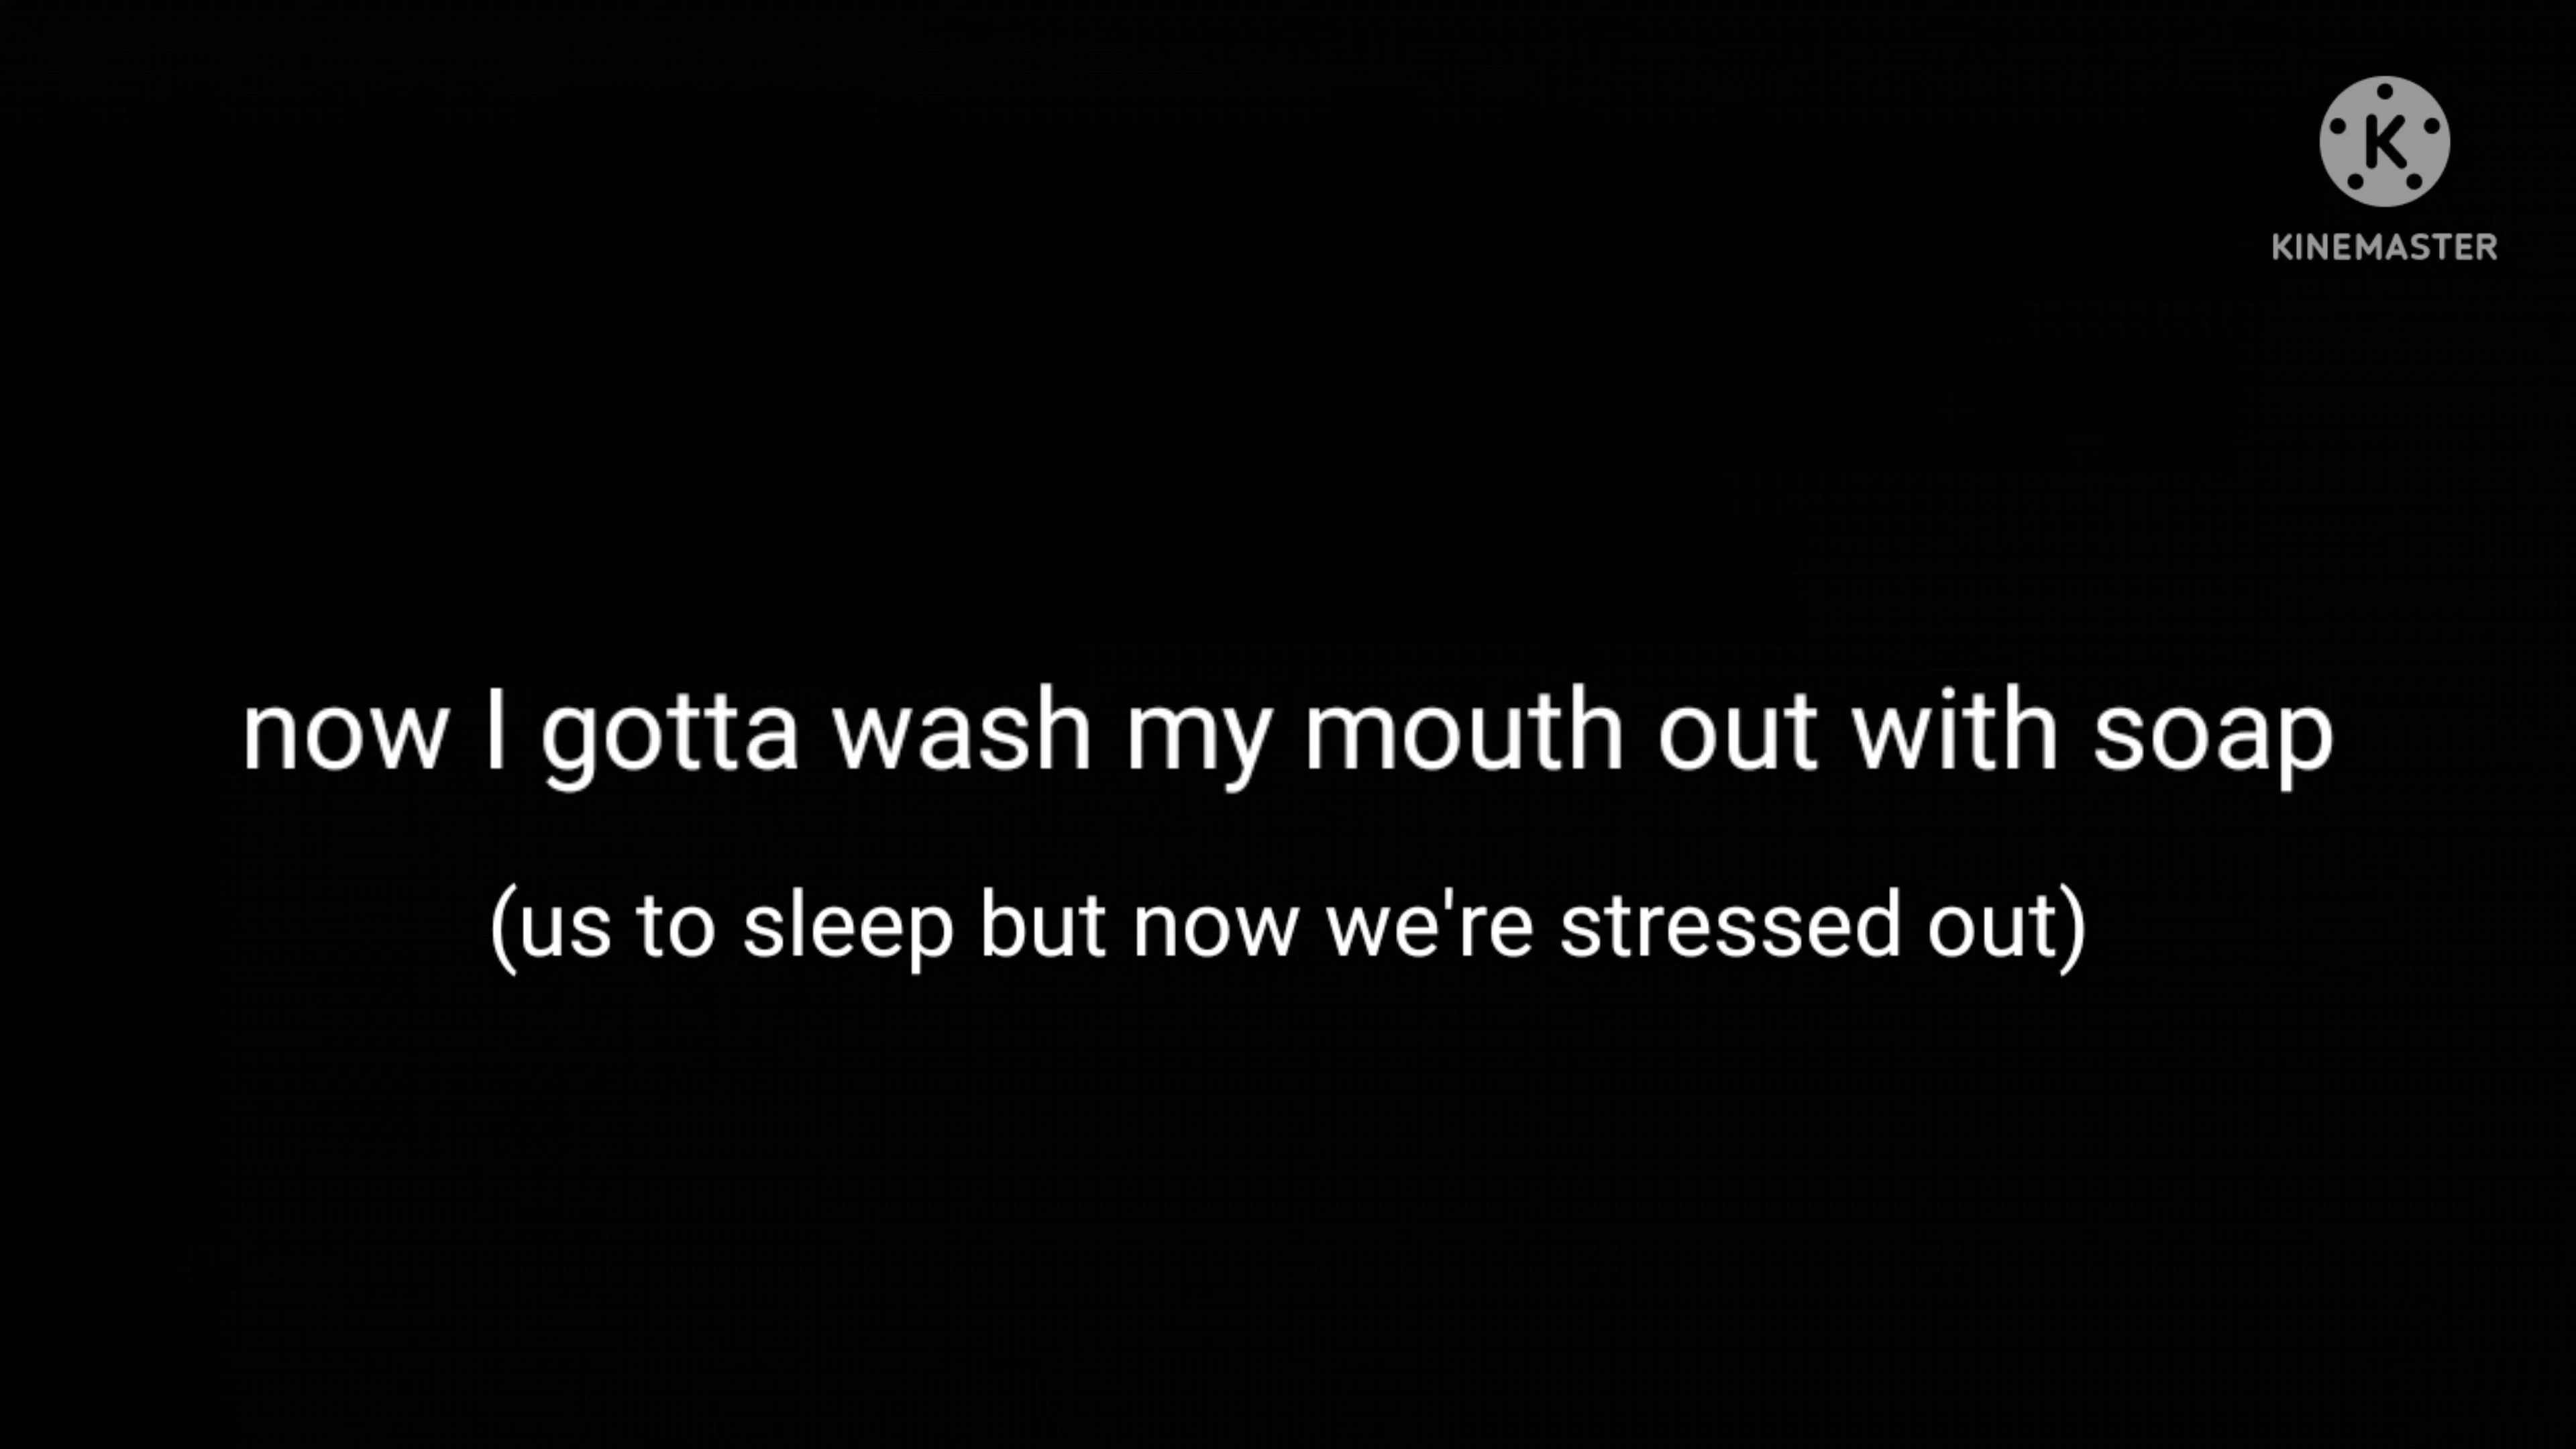 K
KINEMASTER
now I gotta wash my mouth out with soap
(us to sleep but now we're stressed out)